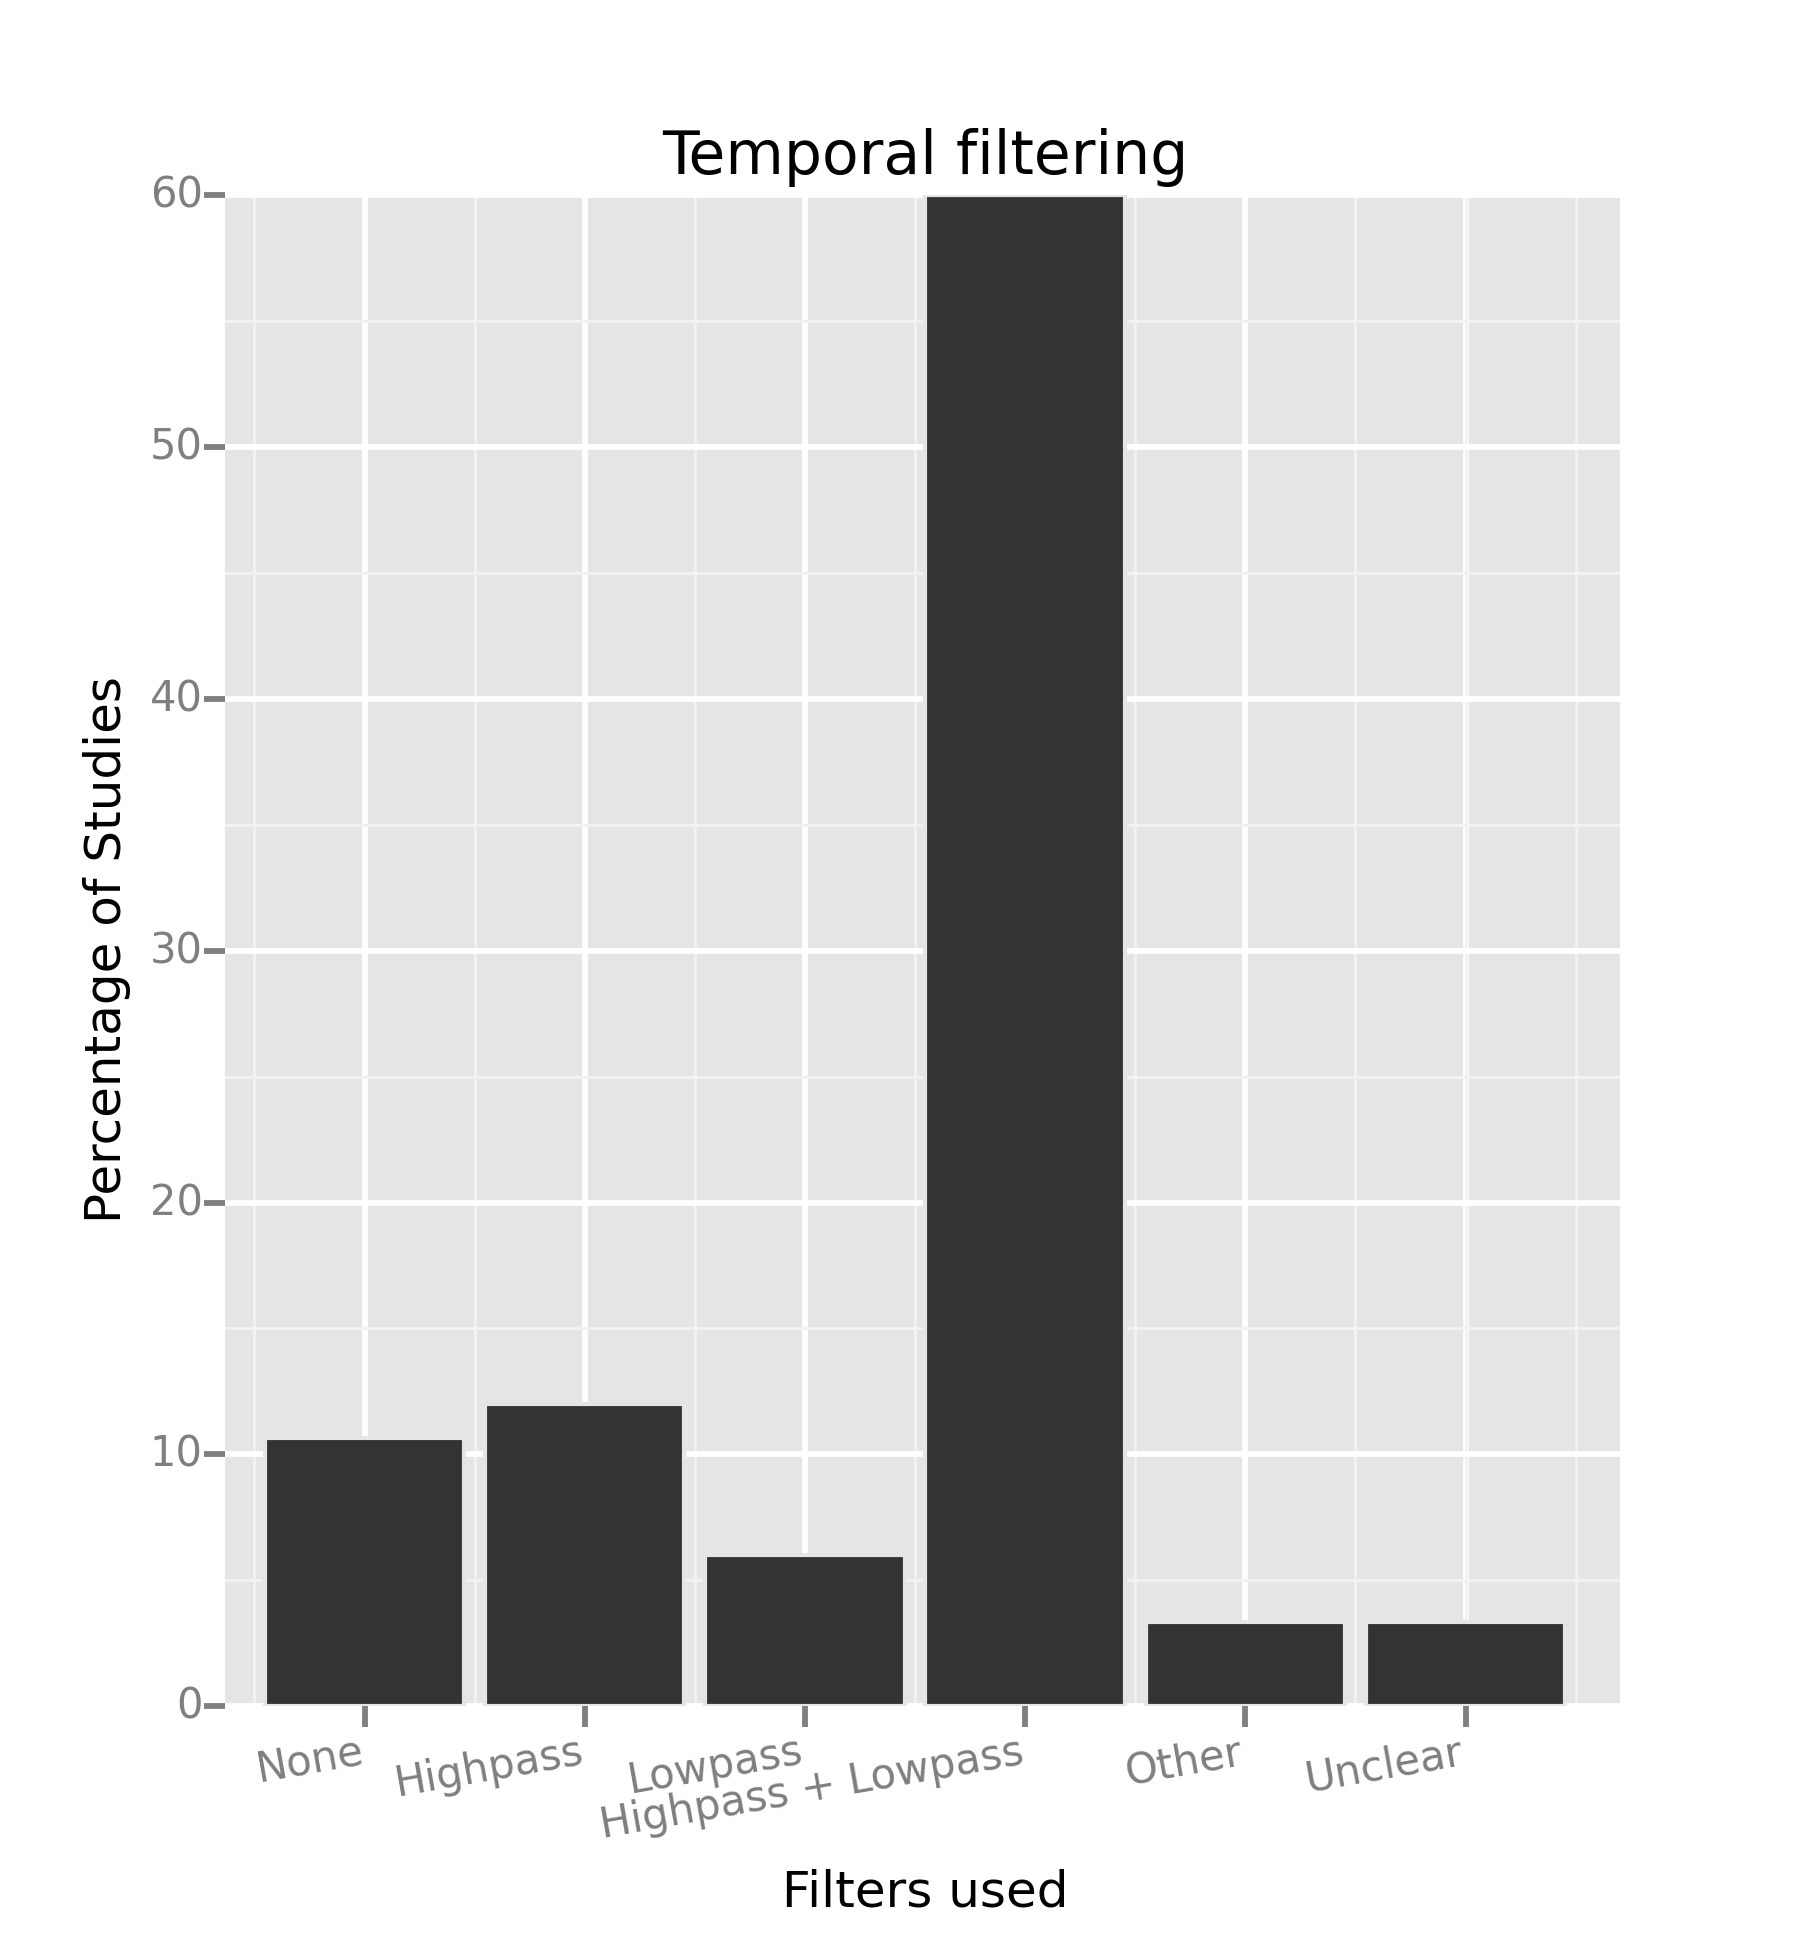 Temporal filtering
Percentage of Studies
60
50
40
30
20
10
0
None
Highpass
Lowpass
Highpass + Lowpass
Other
Unclear
Filters used